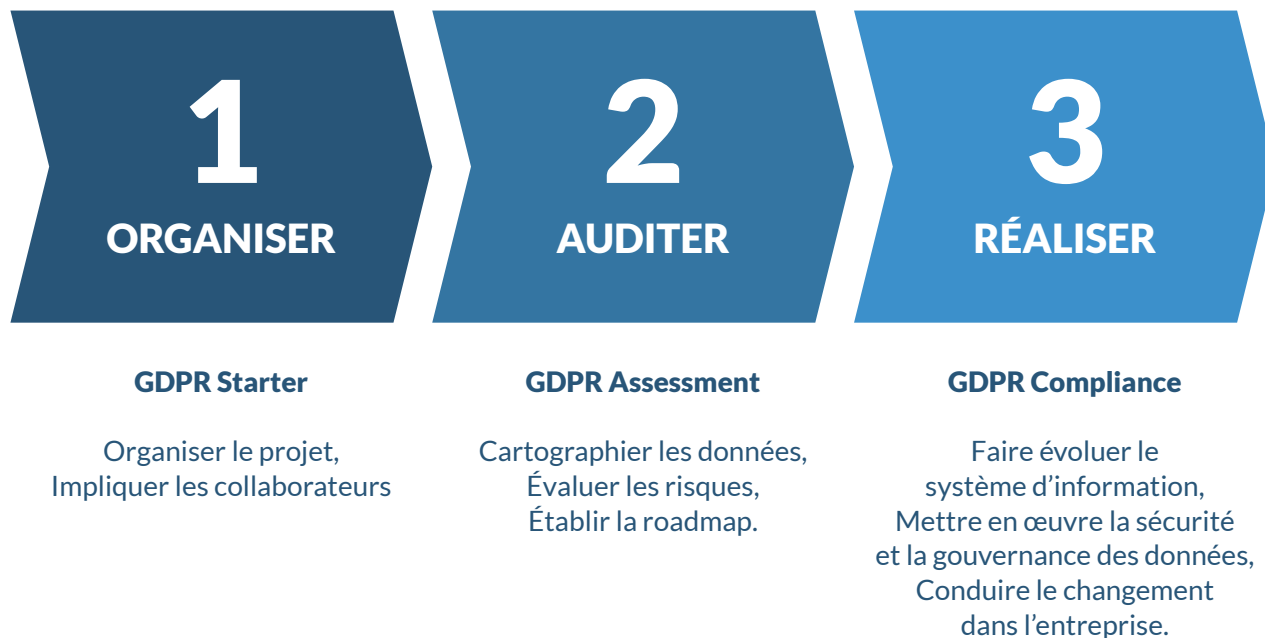 1
ORGANISER
GDPR Starter
Organiser le projet,
Impliquer les collaborateurs
2
AUDITER
GDPR Assessment
Cartographier les données,
Évaluer les risques,
Établir la roadmap.
3
RÉALISER
GDPR Compliance
Faire évoluer le
système d’information,
Mettre en œuvre la sécurité
et la gouvernance des données,
Conduire le changement
dans l’entreprise.